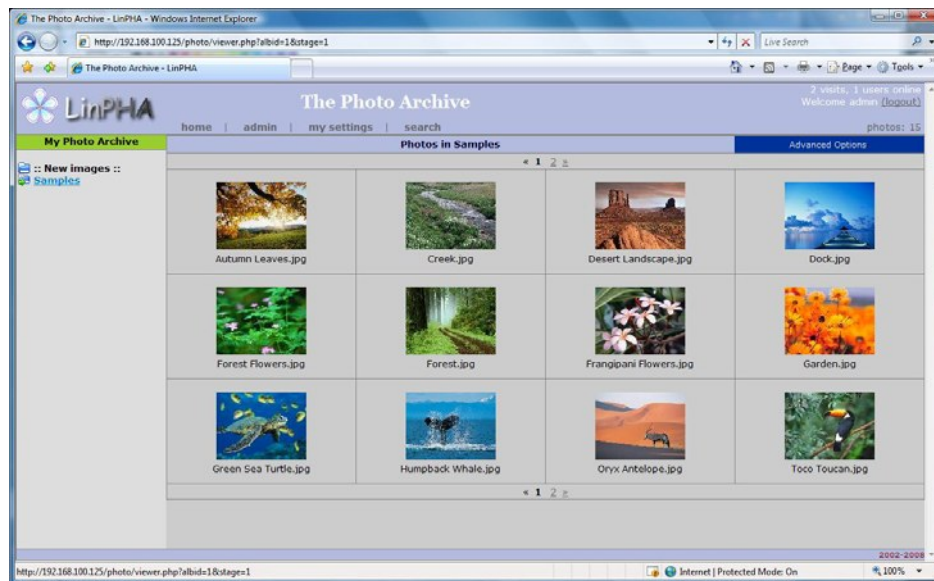 The Photo Archive - LinPHA - Windows Internet Explorer
http://192.168.100.125/photo/viewer.php?albid=1&stage=1
Live Search
The Photo Archive - LinPHA
Page
Tools
LinPHA
The Photo Archive
2 visits, 1 users online
Welcome admin (logout)
home | admin | my settings | search
photos: 15
My Photo Archive
Photos in Samples
Advanced Options
« 1 2 »
:: New images ::
Samples
Autumn Leaves.jpg
Creek.jpg
Desert Landscape.jpg
Dock.jpg
Forest Flowers.jpg
Forest.jpg
Frangipani Flowers.jpg
Garden.jpg
Green Sea Turtle.jpg
Humpback Whale.jpg
Oryx Antelope.jpg
Toco Toucan.jpg
« 1 2 »
2002-2008
http://192.168.100.125/photo/viewer.php?albid=1&stage=1
Internet | Protected Mode: On
100%